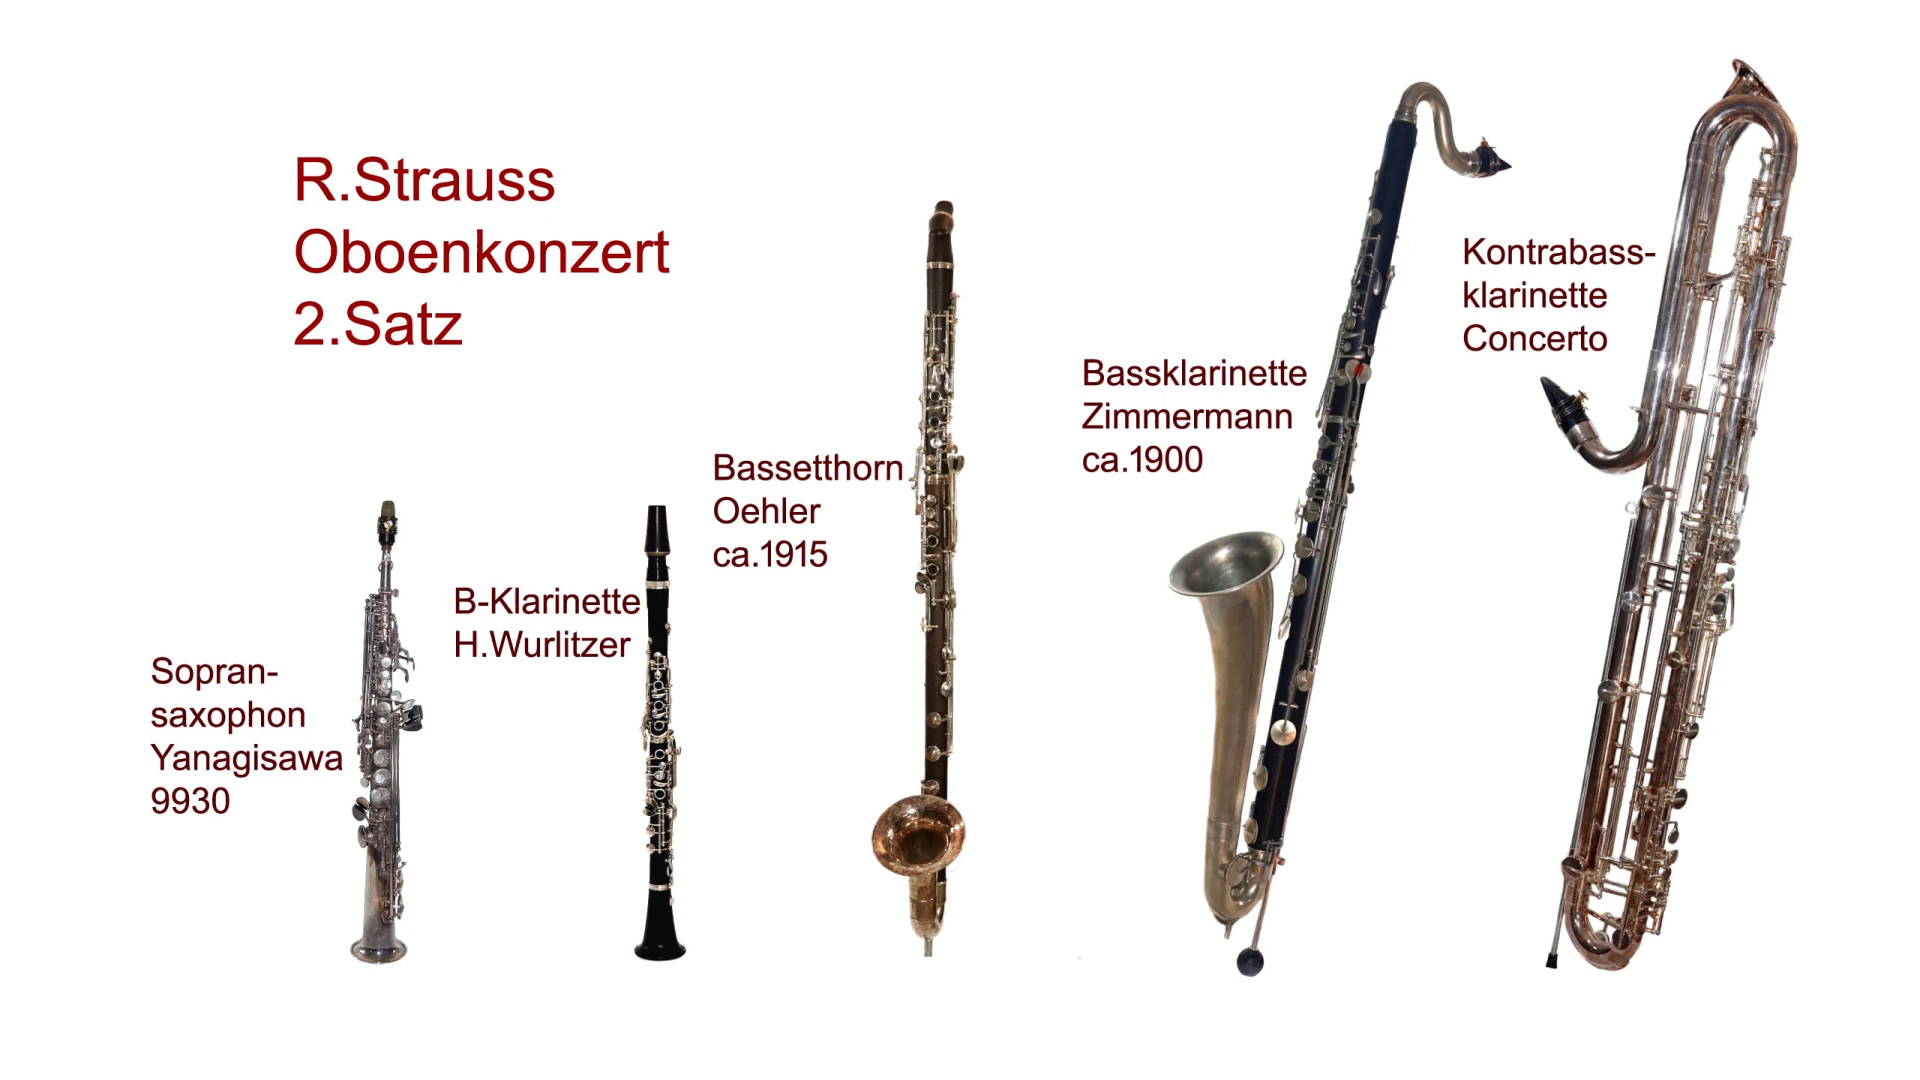 R.Strauss
Oboenkonzert
2.Satz
Sopran-
saxophon
Yanagisawa
9930
B-Klarinette
H.Wurlitzer
Bassetthorn
Oehler
ca.1915
Bassklarinette
Zimmermann
ca.1900
Kontrabass-
klarinette
Concerto